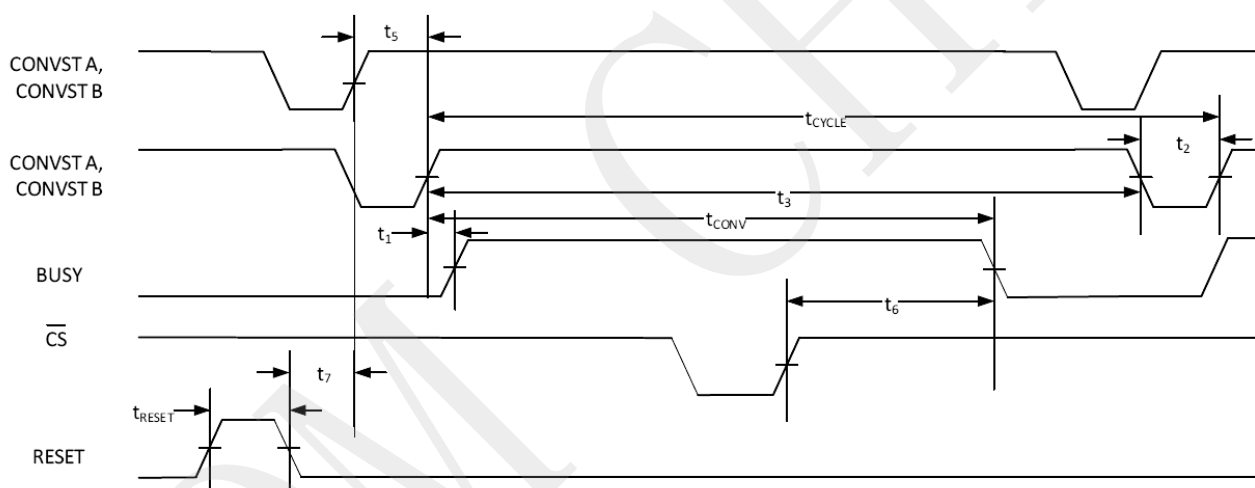 t5
CONVST A,
CONVST B
tCYCLE
t2
CONVST A,
CONVST B
t3
tCONV
t1
BUSY
t6
CS
t7
tRESET
RESET